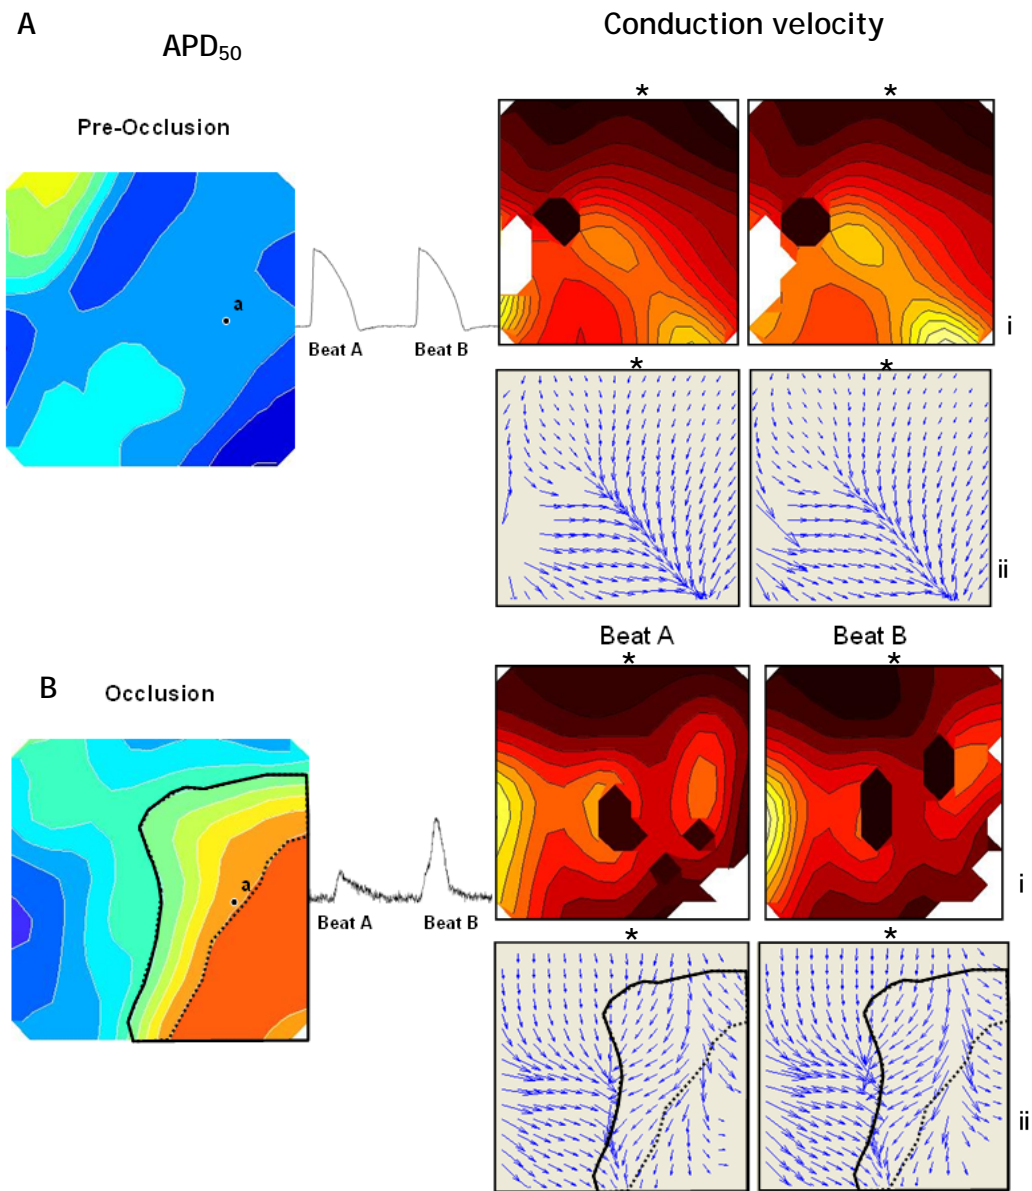 A
APD50
Conduction velocity
*
*
Pre-Occlusion
a
Beat A
Beat B
i
*
*
ii
Beat A
Beat B
*
*
B
Occlusion
a
Beat A
Beat B
i
*
*
ii